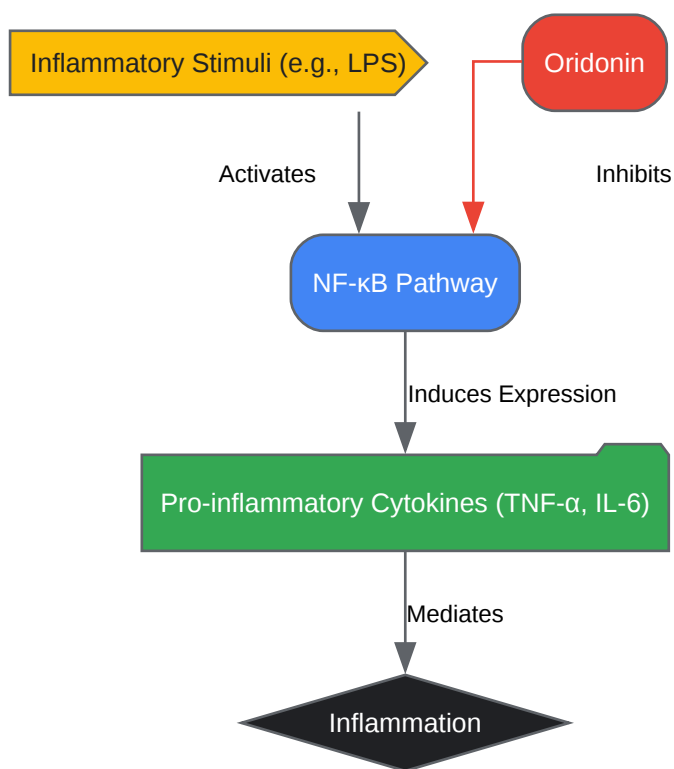 Inflammatory Stimuli (e.g., LPS)
Oridonin
Activates
Inhibits
NF-κB Pathway
Induces Expression
Pro-inflammatory Cytokines (TNF-α, IL-6)
Mediates
Inflammation